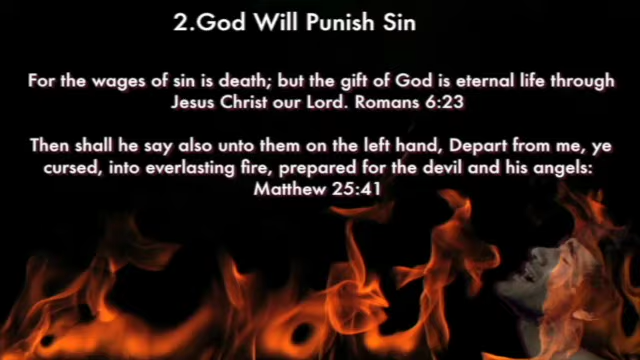 2.God Will Punish Sin
For the wages of sin is death; but the gift of God is eternal life through
Jesus Christ our Lord. Romans 6:23
Then shall he say also unto them on the left hand, Depart from me, ye
cursed, into everlasting fire, prepared for the devil and his angels:
Matthew 25:41